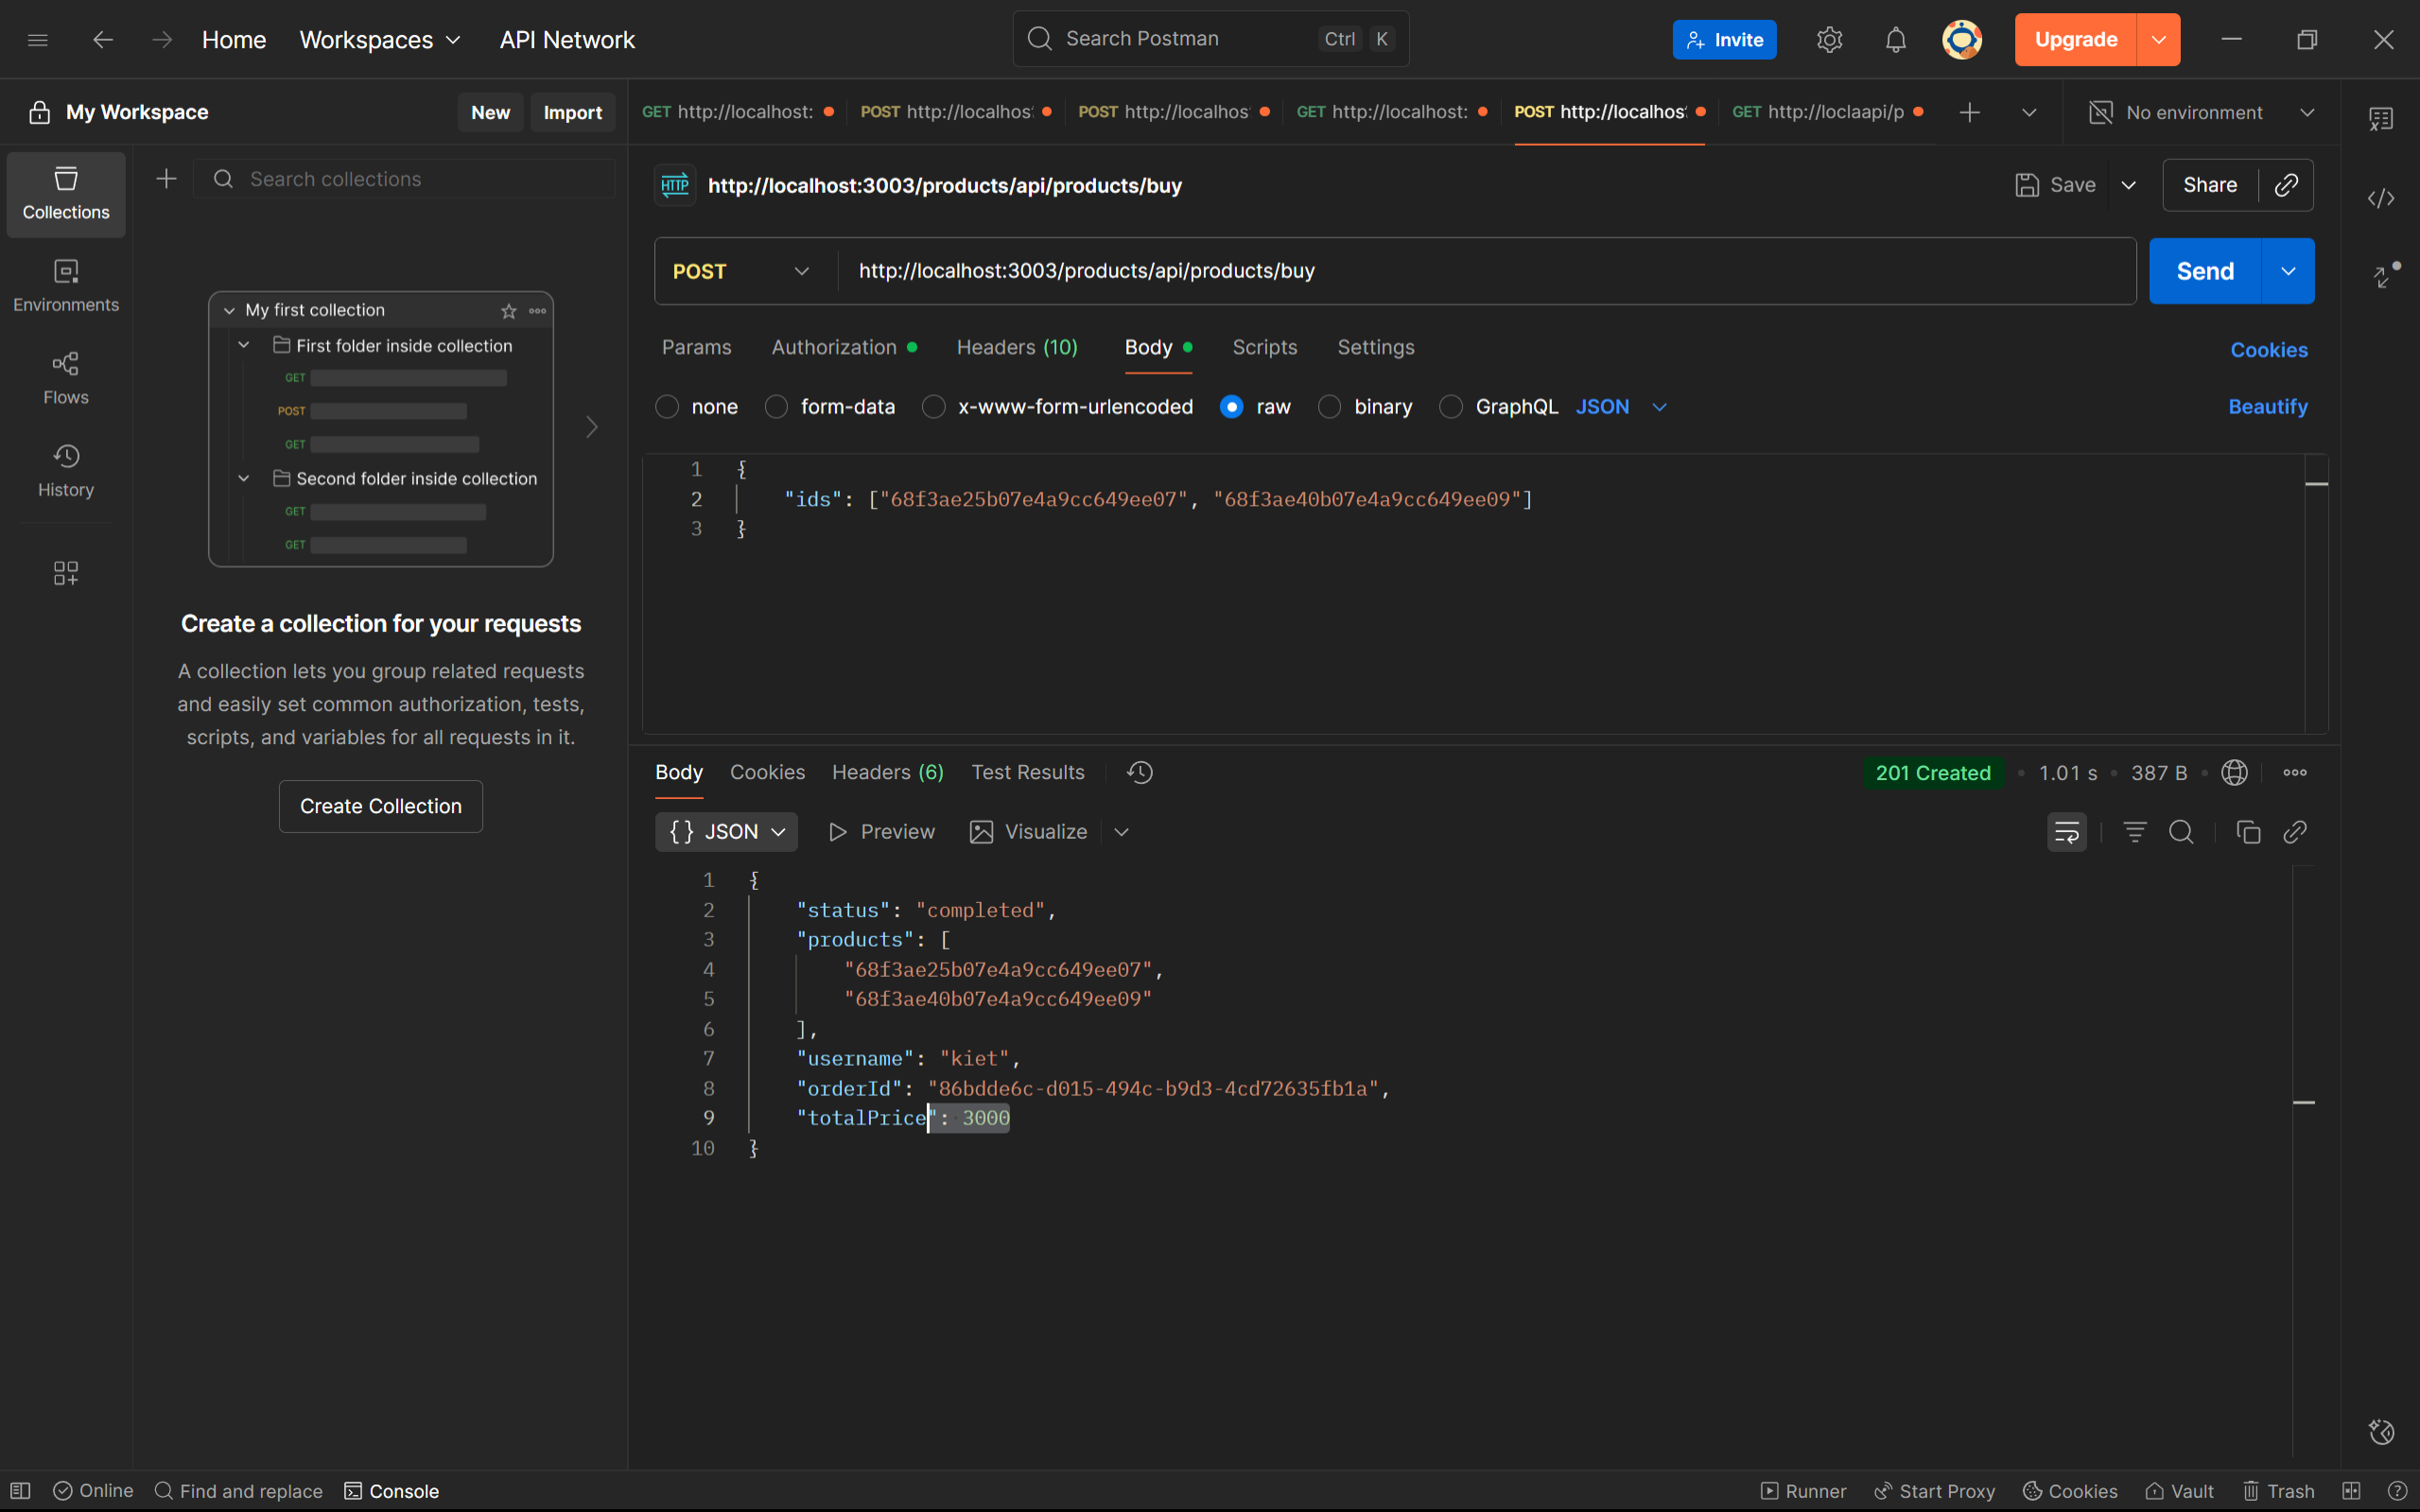 Home
Workspaces
API Network
Search Postman
Ctrl
K
Invite
Upgrade
My Workspace
New
Import
GET http://localhost:
POST http://localhos
POST http://localhos
GET http://localhost:
POST http://localhos
GET http://loclaapi/p
No environment
Collections
Environments
Flows
History
Search collections
My first collection
First folder inside collection
GET
POST
GET
Second folder inside collection
GET
GET
Create a collection for your requests
A collection lets you group related requests
and easily set common authorization, tests,
scripts, and variables for all requests in it.
Create Collection
HTTP
http://localhost:3003/products/api/products/buy
Save
Share
POST
http://localhost:3003/products/api/products/buy
Send
Params
Authorization
Headers (10)
Body
Scripts
Settings
Cookies
none
form-data
x-www-form-urlencoded
raw
binary
GraphQL
JSON
Beautify
1 {
2 "ids": ["68f3ae25b07e4a9cc649ee07", "68f3ae40b07e4a9cc649ee09"]
3 }
Body
Cookies
Headers (6)
Test Results
201 Created
1.01 s
387 B
{} JSON
Preview
Visualize
1 {
2 "status": "completed",
3 "products": [
4 "68f3ae25b07e4a9cc649ee07",
5 "68f3ae40b07e4a9cc649ee09"
6 ],
7 "username": "kiet",
8 "orderId": "86bdde6c-d015-494c-b9d3-4cd72635fb1a",
9 "totalPrice": 3000
10 }
Online
Find and replace
Console
Runner
Start Proxy
Cookies
Vault
Trash